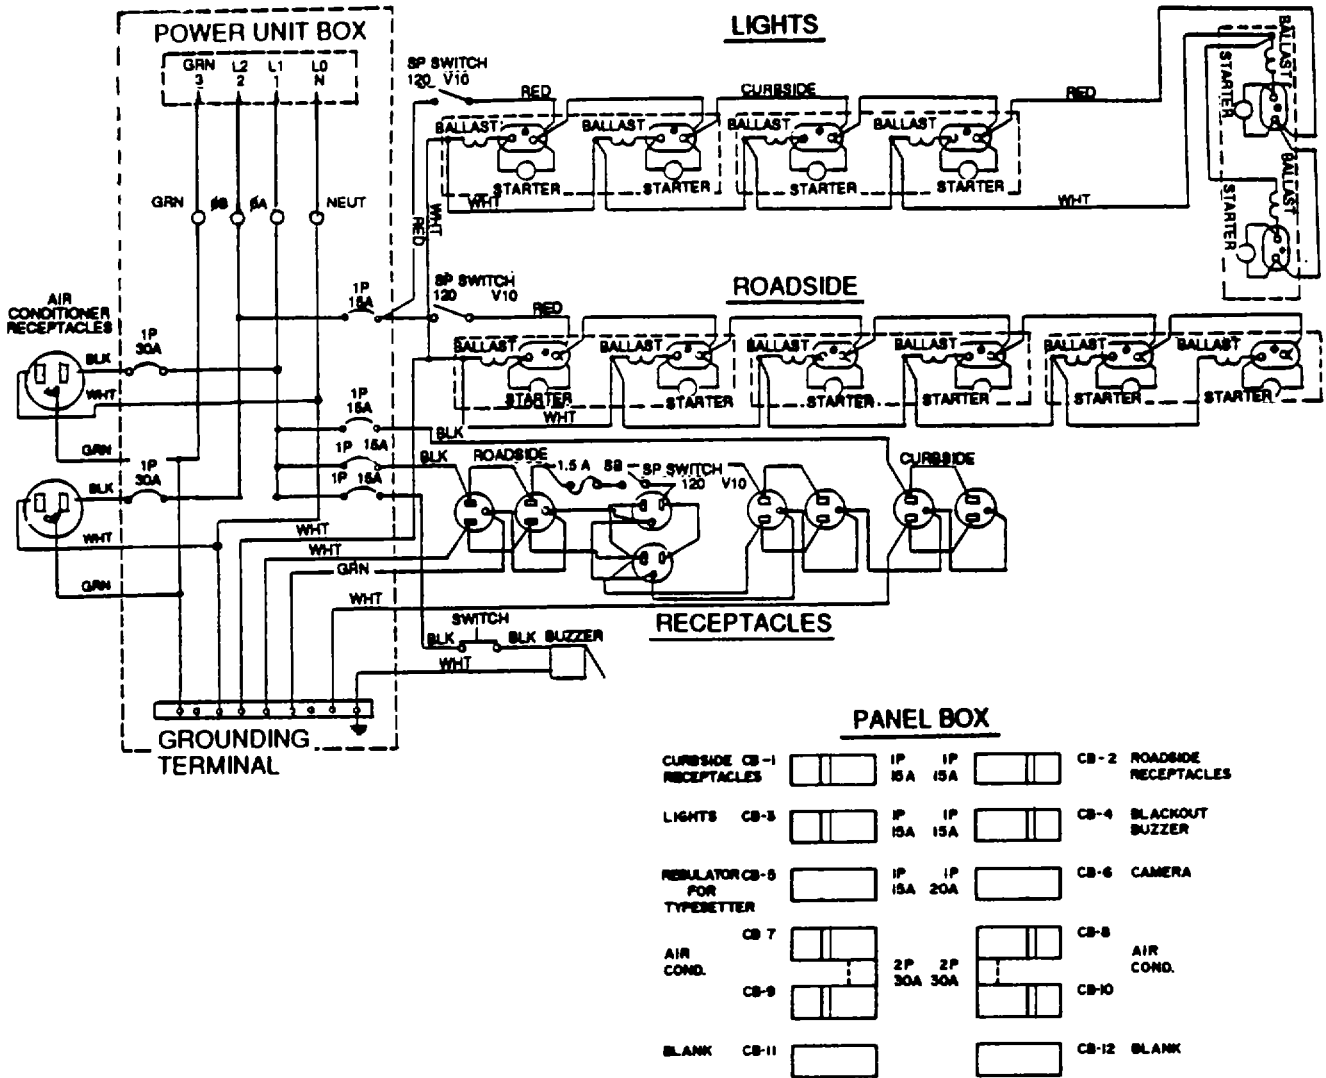 POWER UNIT BOX
GRN L2 L1 L0
3 2 1 N
GRN ØB ØA NEUT
LIGHTS
SP SWITCH
120 V10
RED
CURBSIDE
RED
BALLAST
BALLAST
BALLAST
BALLAST
STARTER
STARTER
STARTER
STARTER
WHT
WHT
BALLAST
STARTER
BALLAST
STARTER
RED
WHT
1P
15A
SP SWITCH
120 V10
RED
ROADSIDE
BALLAST
BALLAST
BALLAST
BALLAST
BALLAST
BALLAST
STARTER
STARTER
STARTER
STARTER
STARTER
STARTER
WHT
AIR
CONDITIONER
RECEPTACLES
1P
30A
BLK
WHT
GRN
1P
30A
BLK
WHT
GRN
1P
15A
BLK
1P 15A
BLK
1P 15A
ROADSIDE
1.5 A
SB
SP SWITCH
120 V10
CURBSIDE
WHT
WHT
GRN
WHT
RECEPTACLES
SWITCH
BLK
BLK BUZZER
WHT
GROUNDING
TERMINAL
PANEL BOX
CURBSIDE CB-1
RECEPTACLES
1P 1P
15A 15A
CB-2 ROADSIDE
RECEPTACLES
LIGHTS CB-3
1P 1P
15A 15A
CB-4 BLACKOUT
BUZZER
REBULATOR CB-5
FOR
TYPESETTER
1P 1P
15A 20A
CB-6 CAMERA
CB 7
AIR
COND.
CB-9
2P 2P
30A 30A
CB-8
AIR
COND.
CB-10
BLANK CB-11
CB-12 BLANK